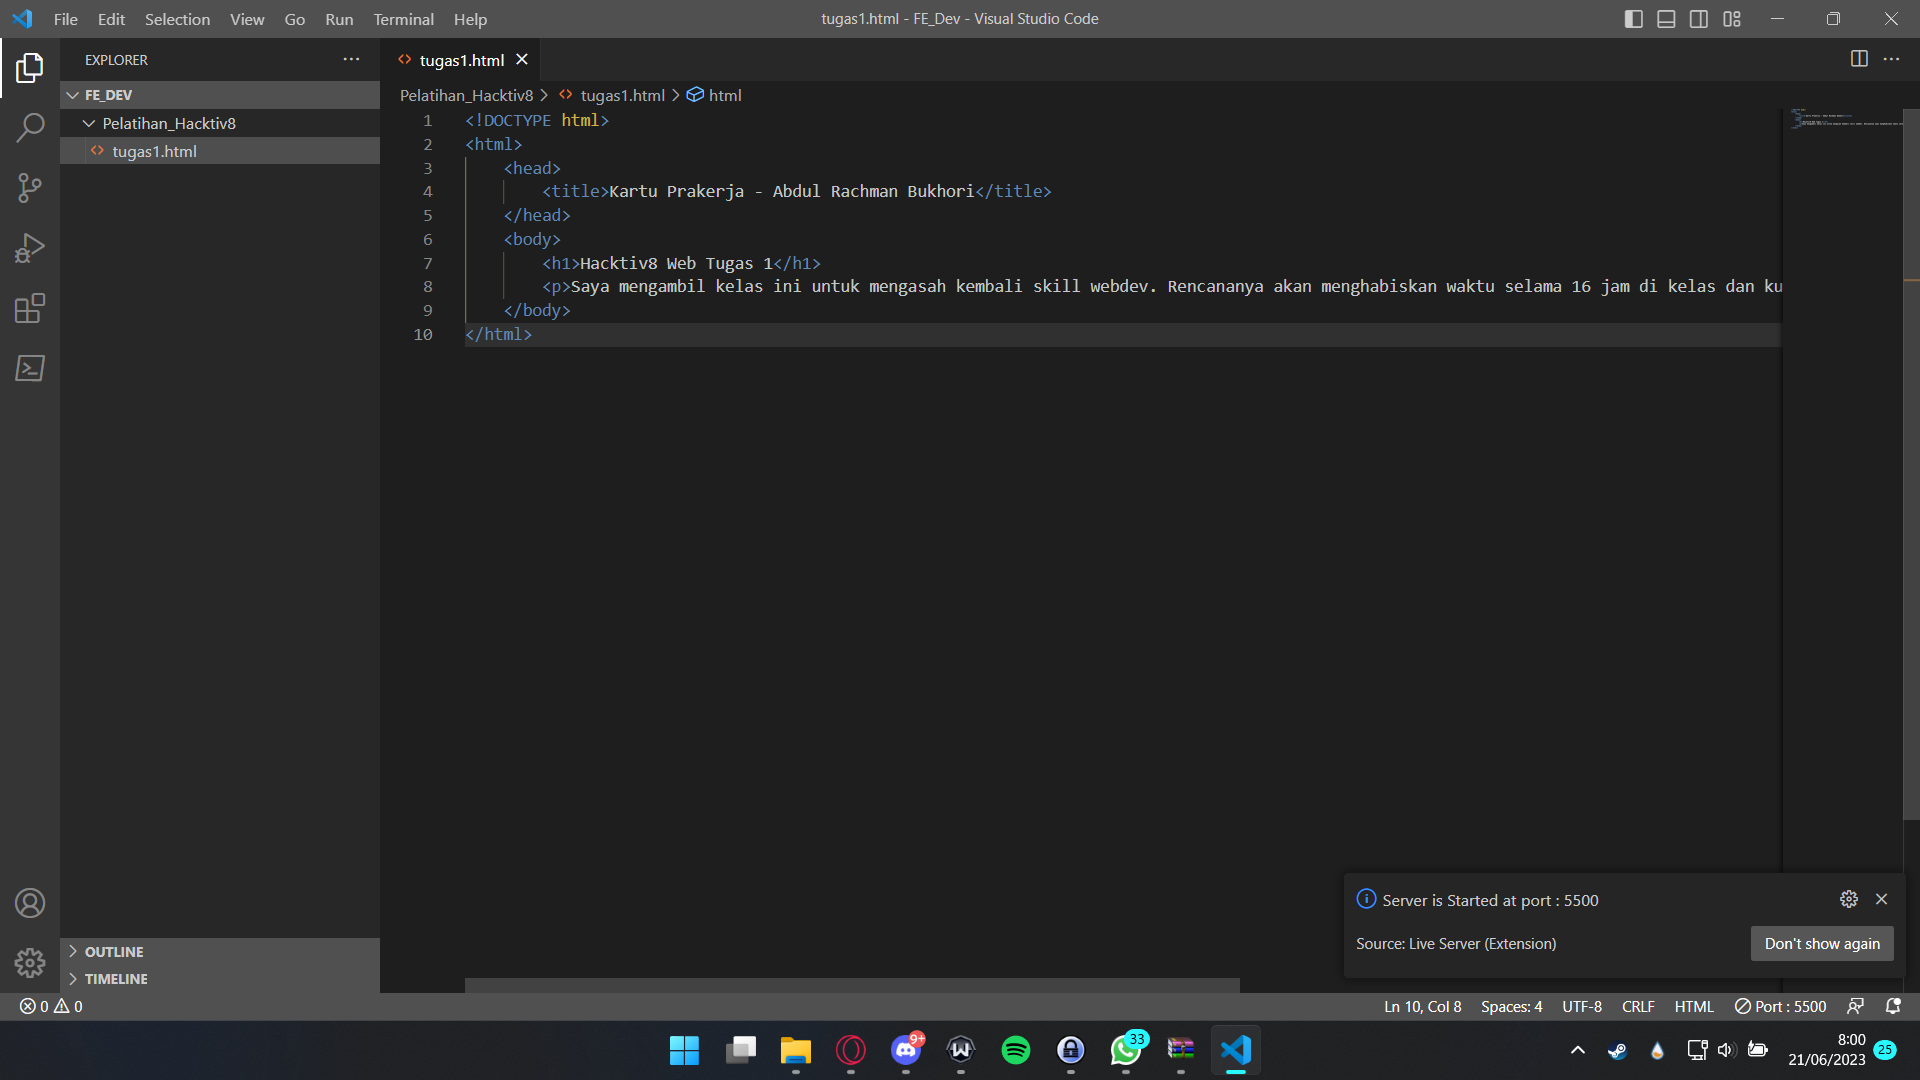 File Edit Selection View Go Run Terminal Help
tugas1.html - FE_Dev - Visual Studio Code
EXPLORER
tugas1.html
FE_DEV
Pelatihan_Hacktiv8 > tugas1.html > html
Pelatihan_Hacktiv8
tugas1.html
1 <!DOCTYPE html>
2 <html>
3 <head>
4 <title>Kartu Prakerja - Abdul Rachman Bukhori</title>
5 </head>
6 <body>
7 <h1>Hacktiv8 Web Tugas 1</h1>
8 <p>Saya mengambil kelas ini untuk mengasah kembali skill webdev. Rencananya akan menghabiskan waktu selama 16 jam di kelas dan ku
9 </body>
10 </html>
Server is Started at port : 5500
Source: Live Server (Extension)
Don't show again
OUTLINE
TIMELINE
0 0
Ln 10, Col 8 Spaces: 4 UTF-8 CRLF HTML Port : 5500
9+
33
8:00
21/06/2023
25